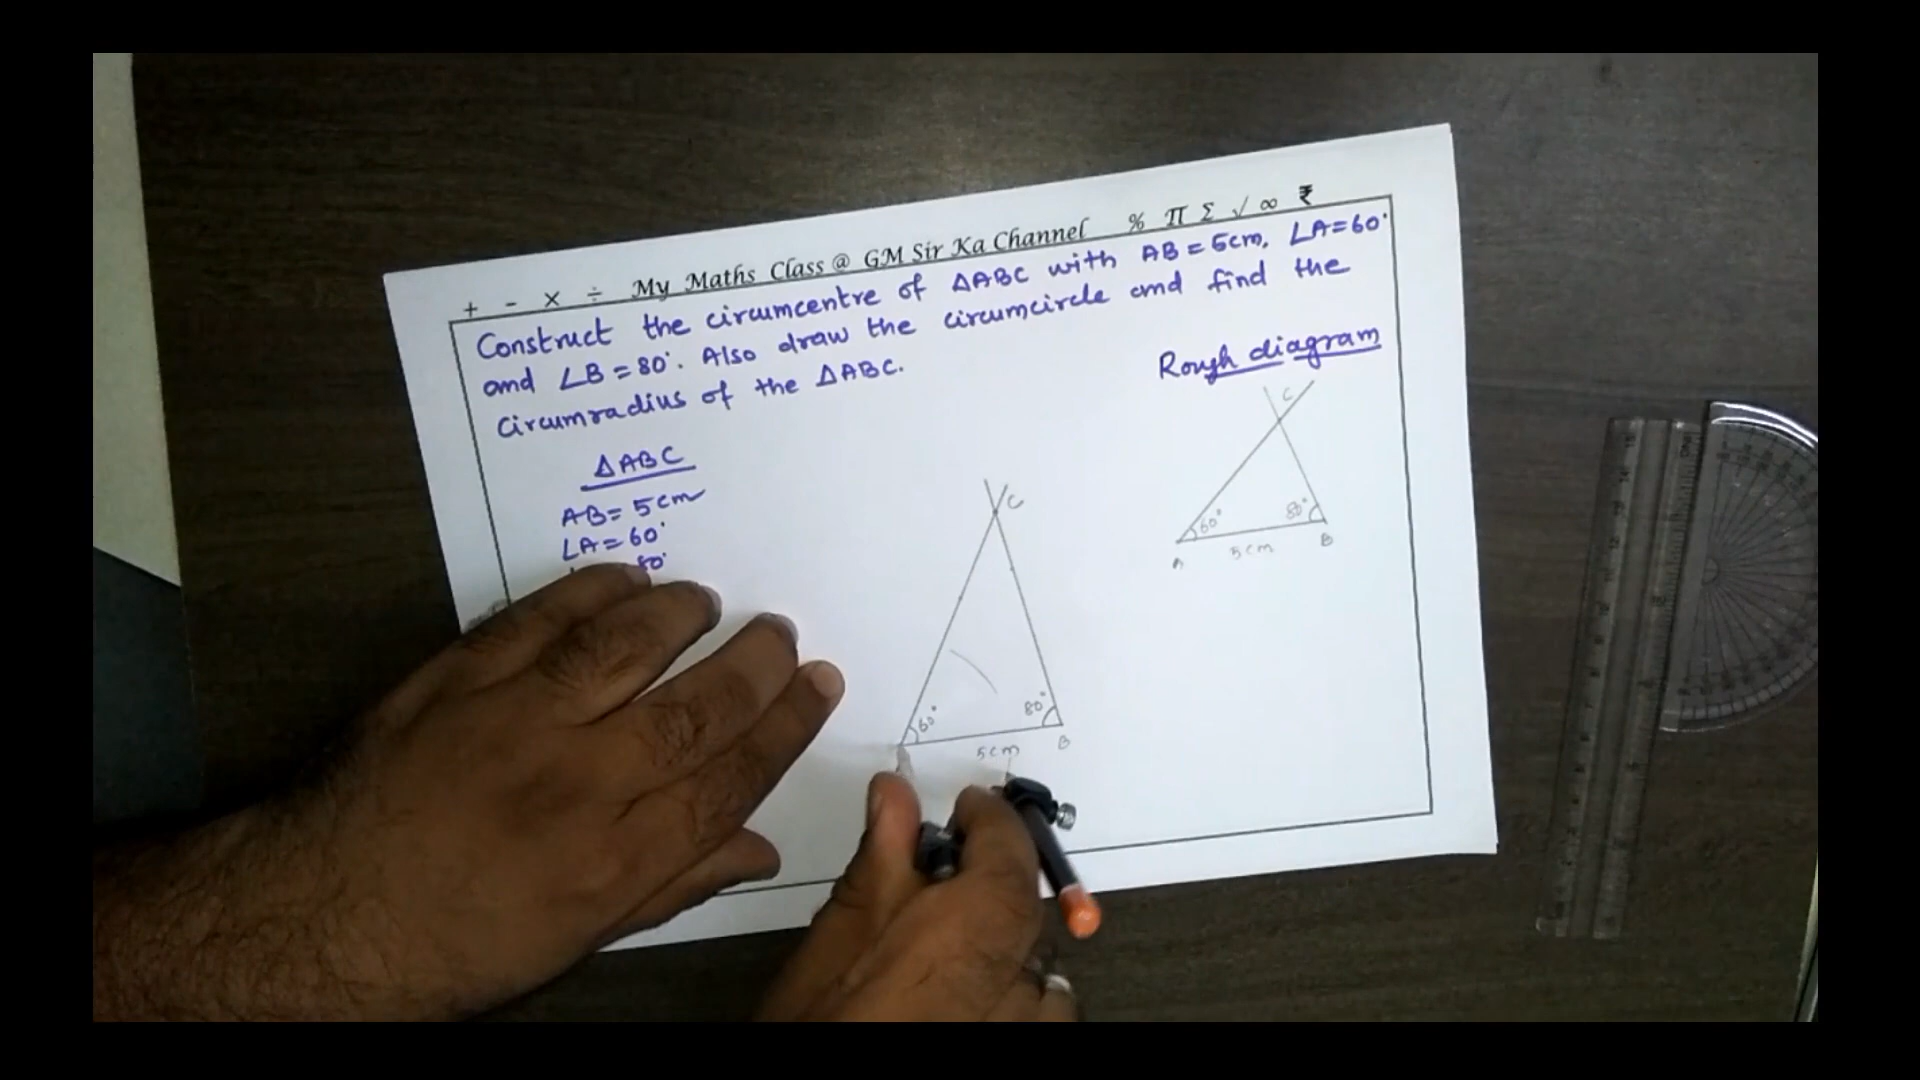 + - × ÷ My Maths Class @ GM Sir Ka Channel % Π Σ √ ∞ ₹
Construct the circumcentre of ΔABC with AB = 5cm, ∠A=60°
and ∠B = 80°. Also draw the circumcircle and find the
Circumradius of the ΔABC.
Rough diagram
C
60°
80°
A
5cm
B
ΔABC
AB= 5cm
∠A=60°
80°
C
60°
80°
5cm
B